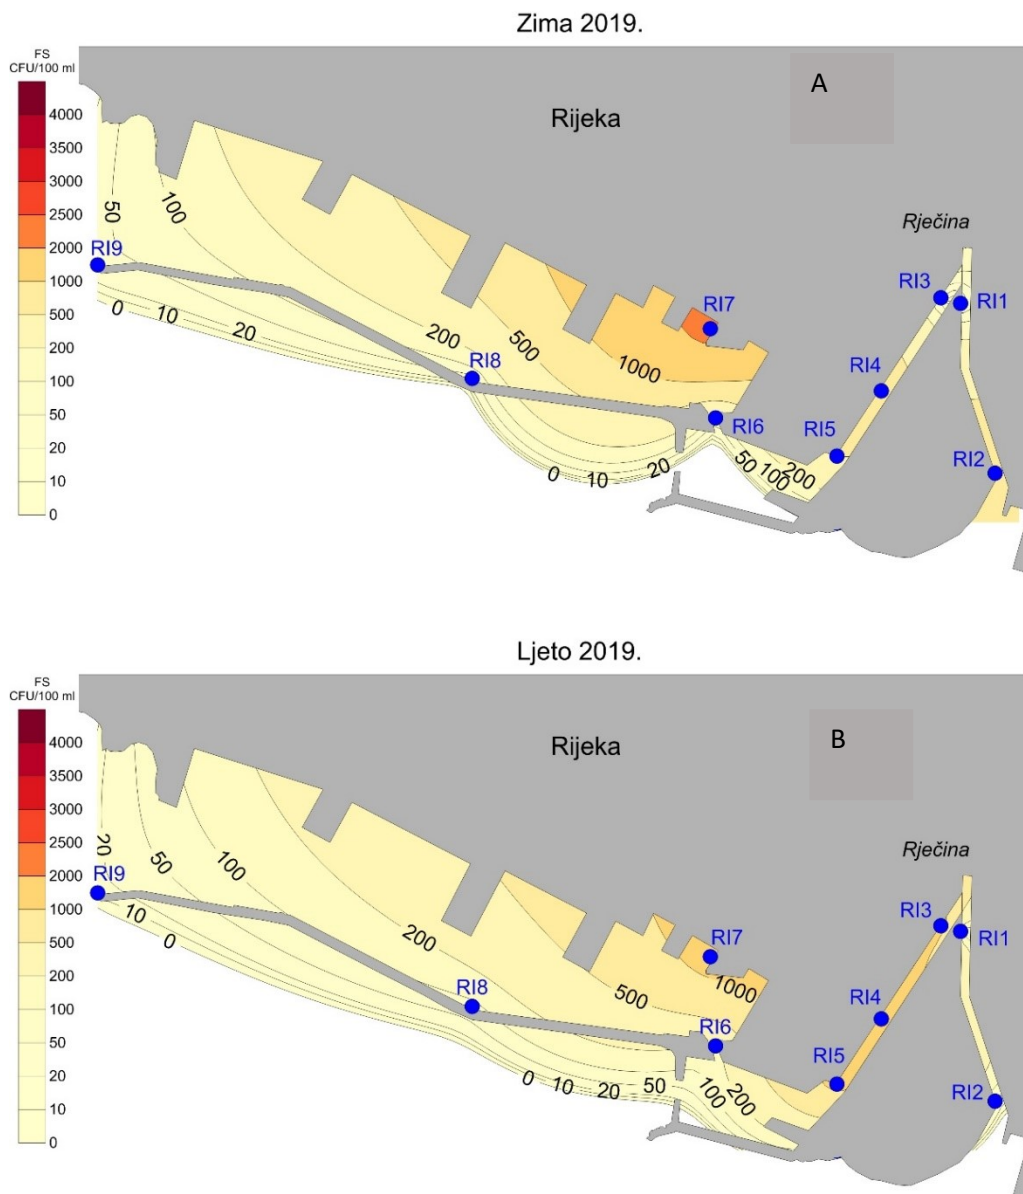 Zima 2019.
FS
CFU/100 ml
4000
3500
3000
2500
2000
1000
500
200
100
50
20
10
0
A
Rijeka
Rječina
50
100
RI9
0
10
20
200
500
1000
RI8
RI7
RI6
RI3
RI1
RI4
RI5
RI2
0
10
20
50
100
200
Ljeto 2019.
FS
CFU/100 ml
4000
3500
3000
2500
2000
1000
500
200
100
50
20
10
0
B
Rijeka
Rječina
20
50
100
RI9
10
0
200
500
1000
RI8
RI7
RI6
RI3
RI1
RI4
RI5
RI2
0
10
20
50
100
200